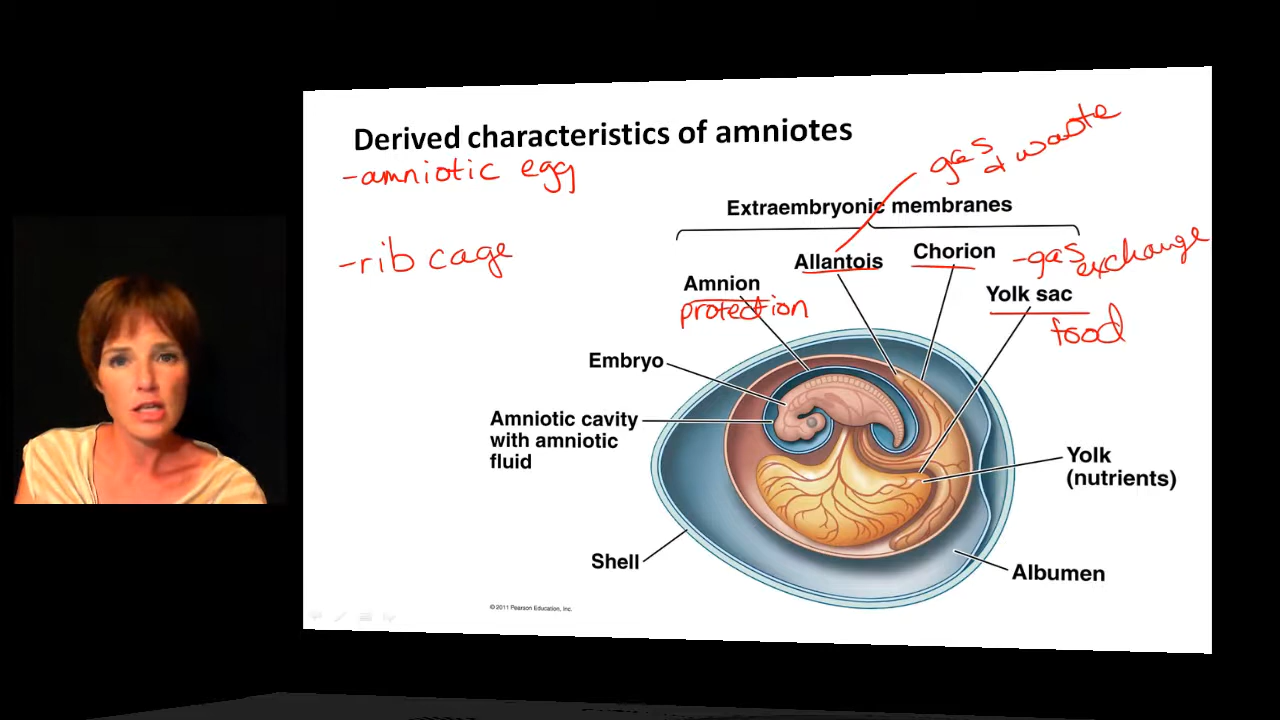 Derived characteristics of amniotes
-amniotic egg
-rib cage
gas & waste
Extraembryonic membranes
Allantois
Chorion
-gas exchange
Amnion
protection
Yolk sac
food
Embryo
Amniotic cavity
with amniotic
fluid
Yolk
(nutrients)
Shell
Albumen
© 2011 Pearson Education, Inc.